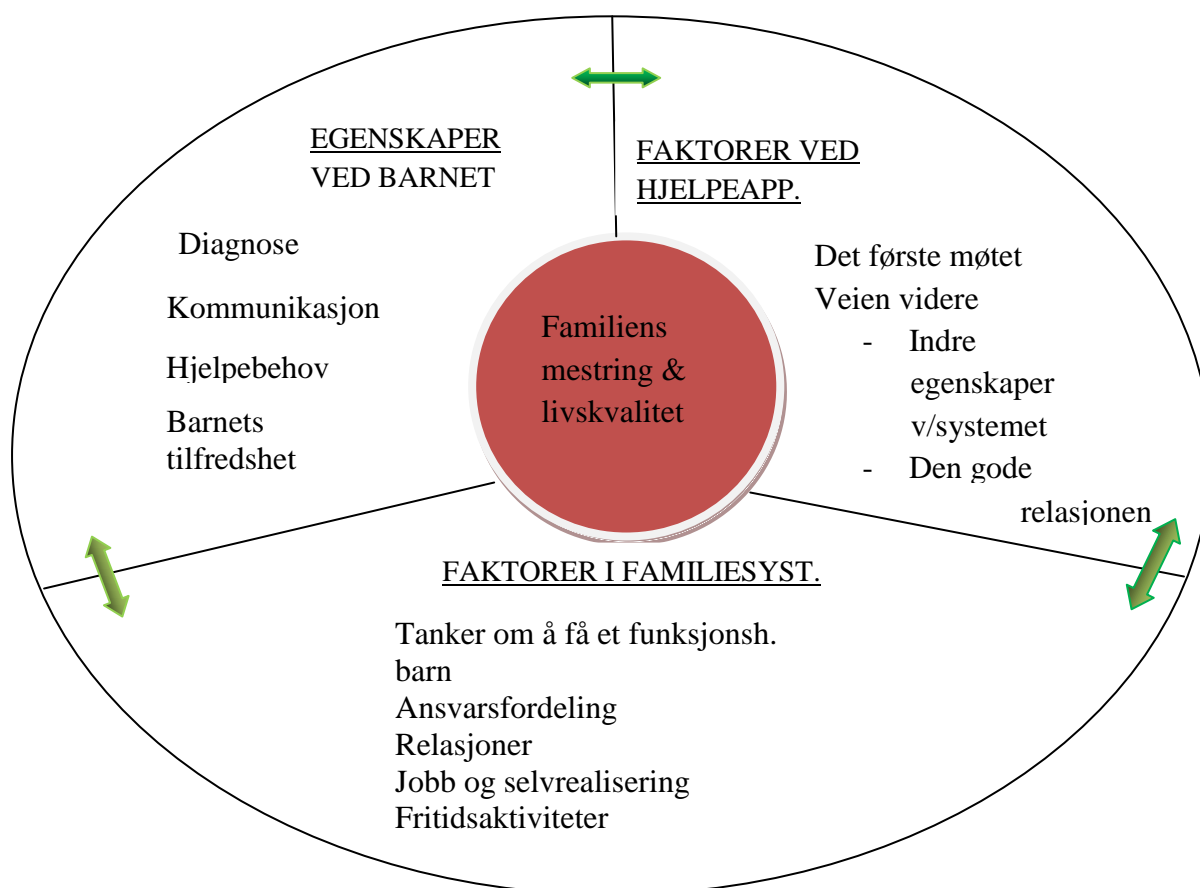 EGENSKAPER
VED BARNET
Diagnose
Kommunikasjon
Hjelpebehov
Barnets
tilfredshet
FAKTORER VED
HJELPEAPP.
Det første møtet
Veien videre
- Indre
egenskaper
v/systemet
- Den gode
relasjonen
Familiens
mestring &
livskvalitet
FAKTORER I FAMILIESYST.
Tanker om å få et funksjonsh.
barn
Ansvarsfordeling
Relasjoner
Jobb og selvrealisering
Fritidsaktiviteter